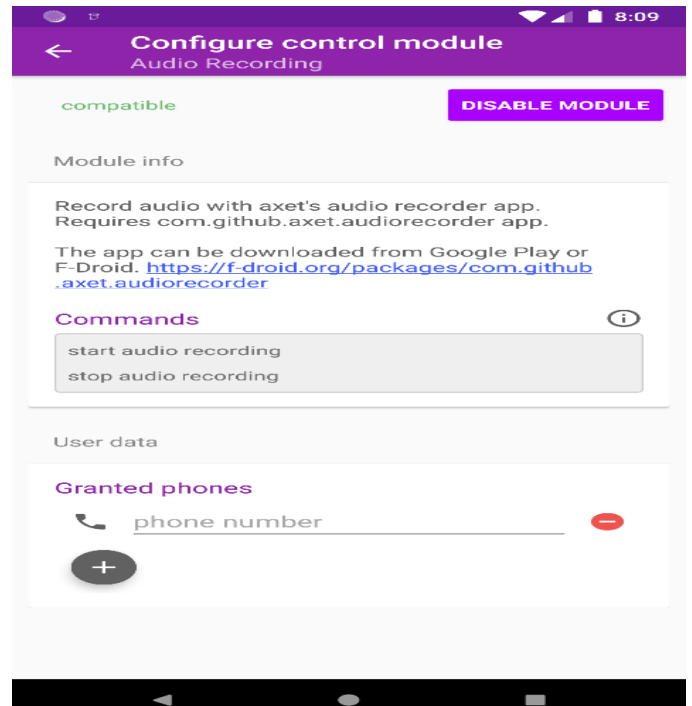 8:09
Configure control module
Audio Recording
compatible
DISABLE MODULE
Module info
Record audio with axet's audio recorder app.
Requires com.github.axet.audiorecorder app.
The app can be downloaded from Google Play or
F-Droid. https://f-droid.org/packages/com.github
.axet.audiorecorder
Commands
start audio recording
stop audio recording
User data
Granted phones
phone number